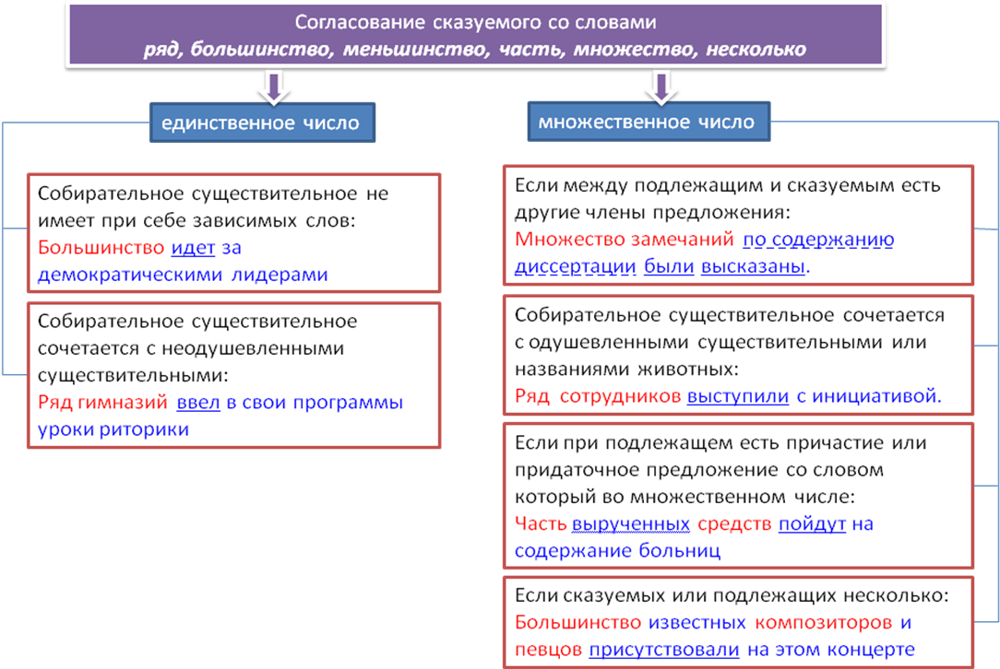 Согласование сказуемого со словами
ряд, большинство, меньшинство, часть, множество, несколько
единственное число
Собирательное существительное не
имеет при себе зависимых слов:
Большинство идет за
демократическими лидерами
Собирательное существительное
сочетается с неодушевленными
существительными:
Ряд гимназий ввел в свои программы
уроки риторики
множественное число
Если между подлежащим и сказуемым есть
другие члены предложения:
Множество замечаний по содержанию
диссертации были высказаны.
Собирательное существительное сочетается
с одушевленными существительными или
названиями животных:
Ряд сотрудников выступили с инициативой.
Если при подлежащем есть причастие или
придаточное предложение со словом
который во множественном числе:
Часть вырученных средств пойдут на
содержание больниц
Если сказуемых или подлежащих несколько:
Большинство известных композиторов и
певцов присутствовали на этом концерте